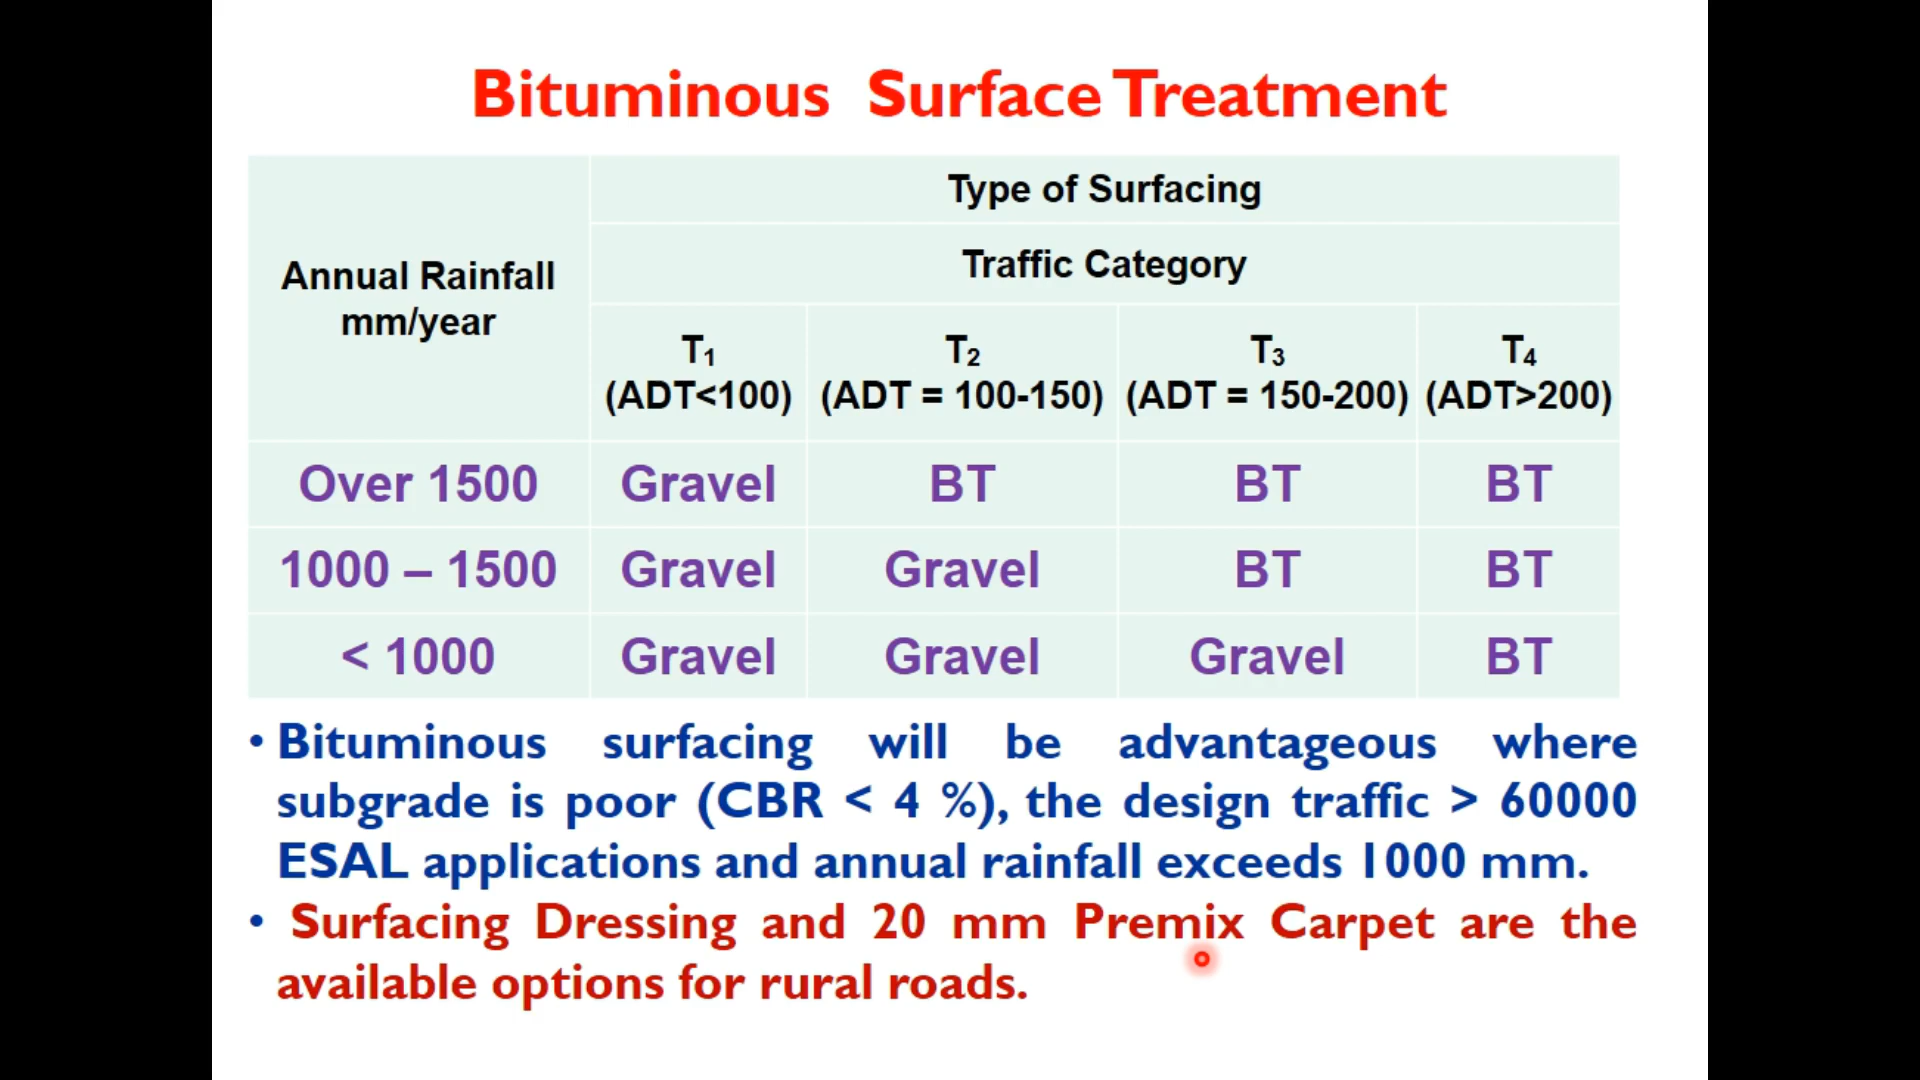 Bituminous Surface Treatment
Annual Rainfall
mm/year
Type of Surfacing
Traffic Category
T₁
(ADT<100)
T₂
(ADT = 100-150)
T₃
(ADT = 150-200)
T₄
(ADT>200)
Over 1500 Gravel BT BT BT
1000 – 1500 Gravel Gravel BT BT
< 1000 Gravel Gravel Gravel BT
• Bituminous surfacing will be advantageous where
subgrade is poor (CBR < 4 %), the design traffic > 60000
ESAL applications and annual rainfall exceeds 1000 mm.
• Surfacing Dressing and 20 mm Premix Carpet are the
available options for rural roads.